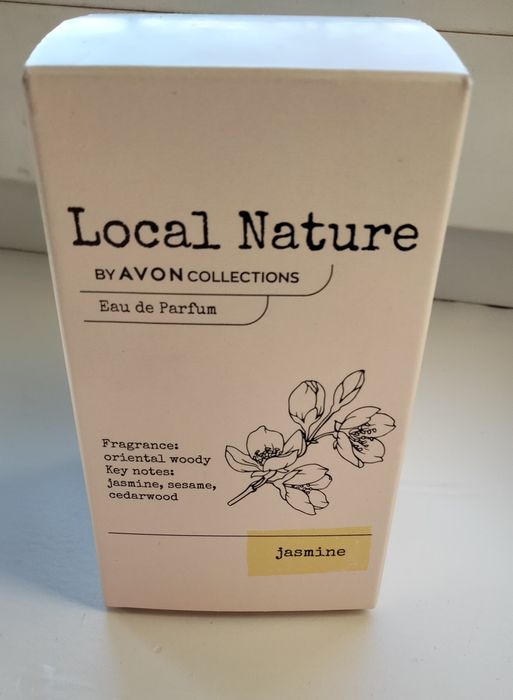 Local Nature
BY AVON COLLECTIONS
Eau de Parfum
Fragrance:
oriental woody
Key notes:
jasmine, sesame,
cedarwood
jasmine